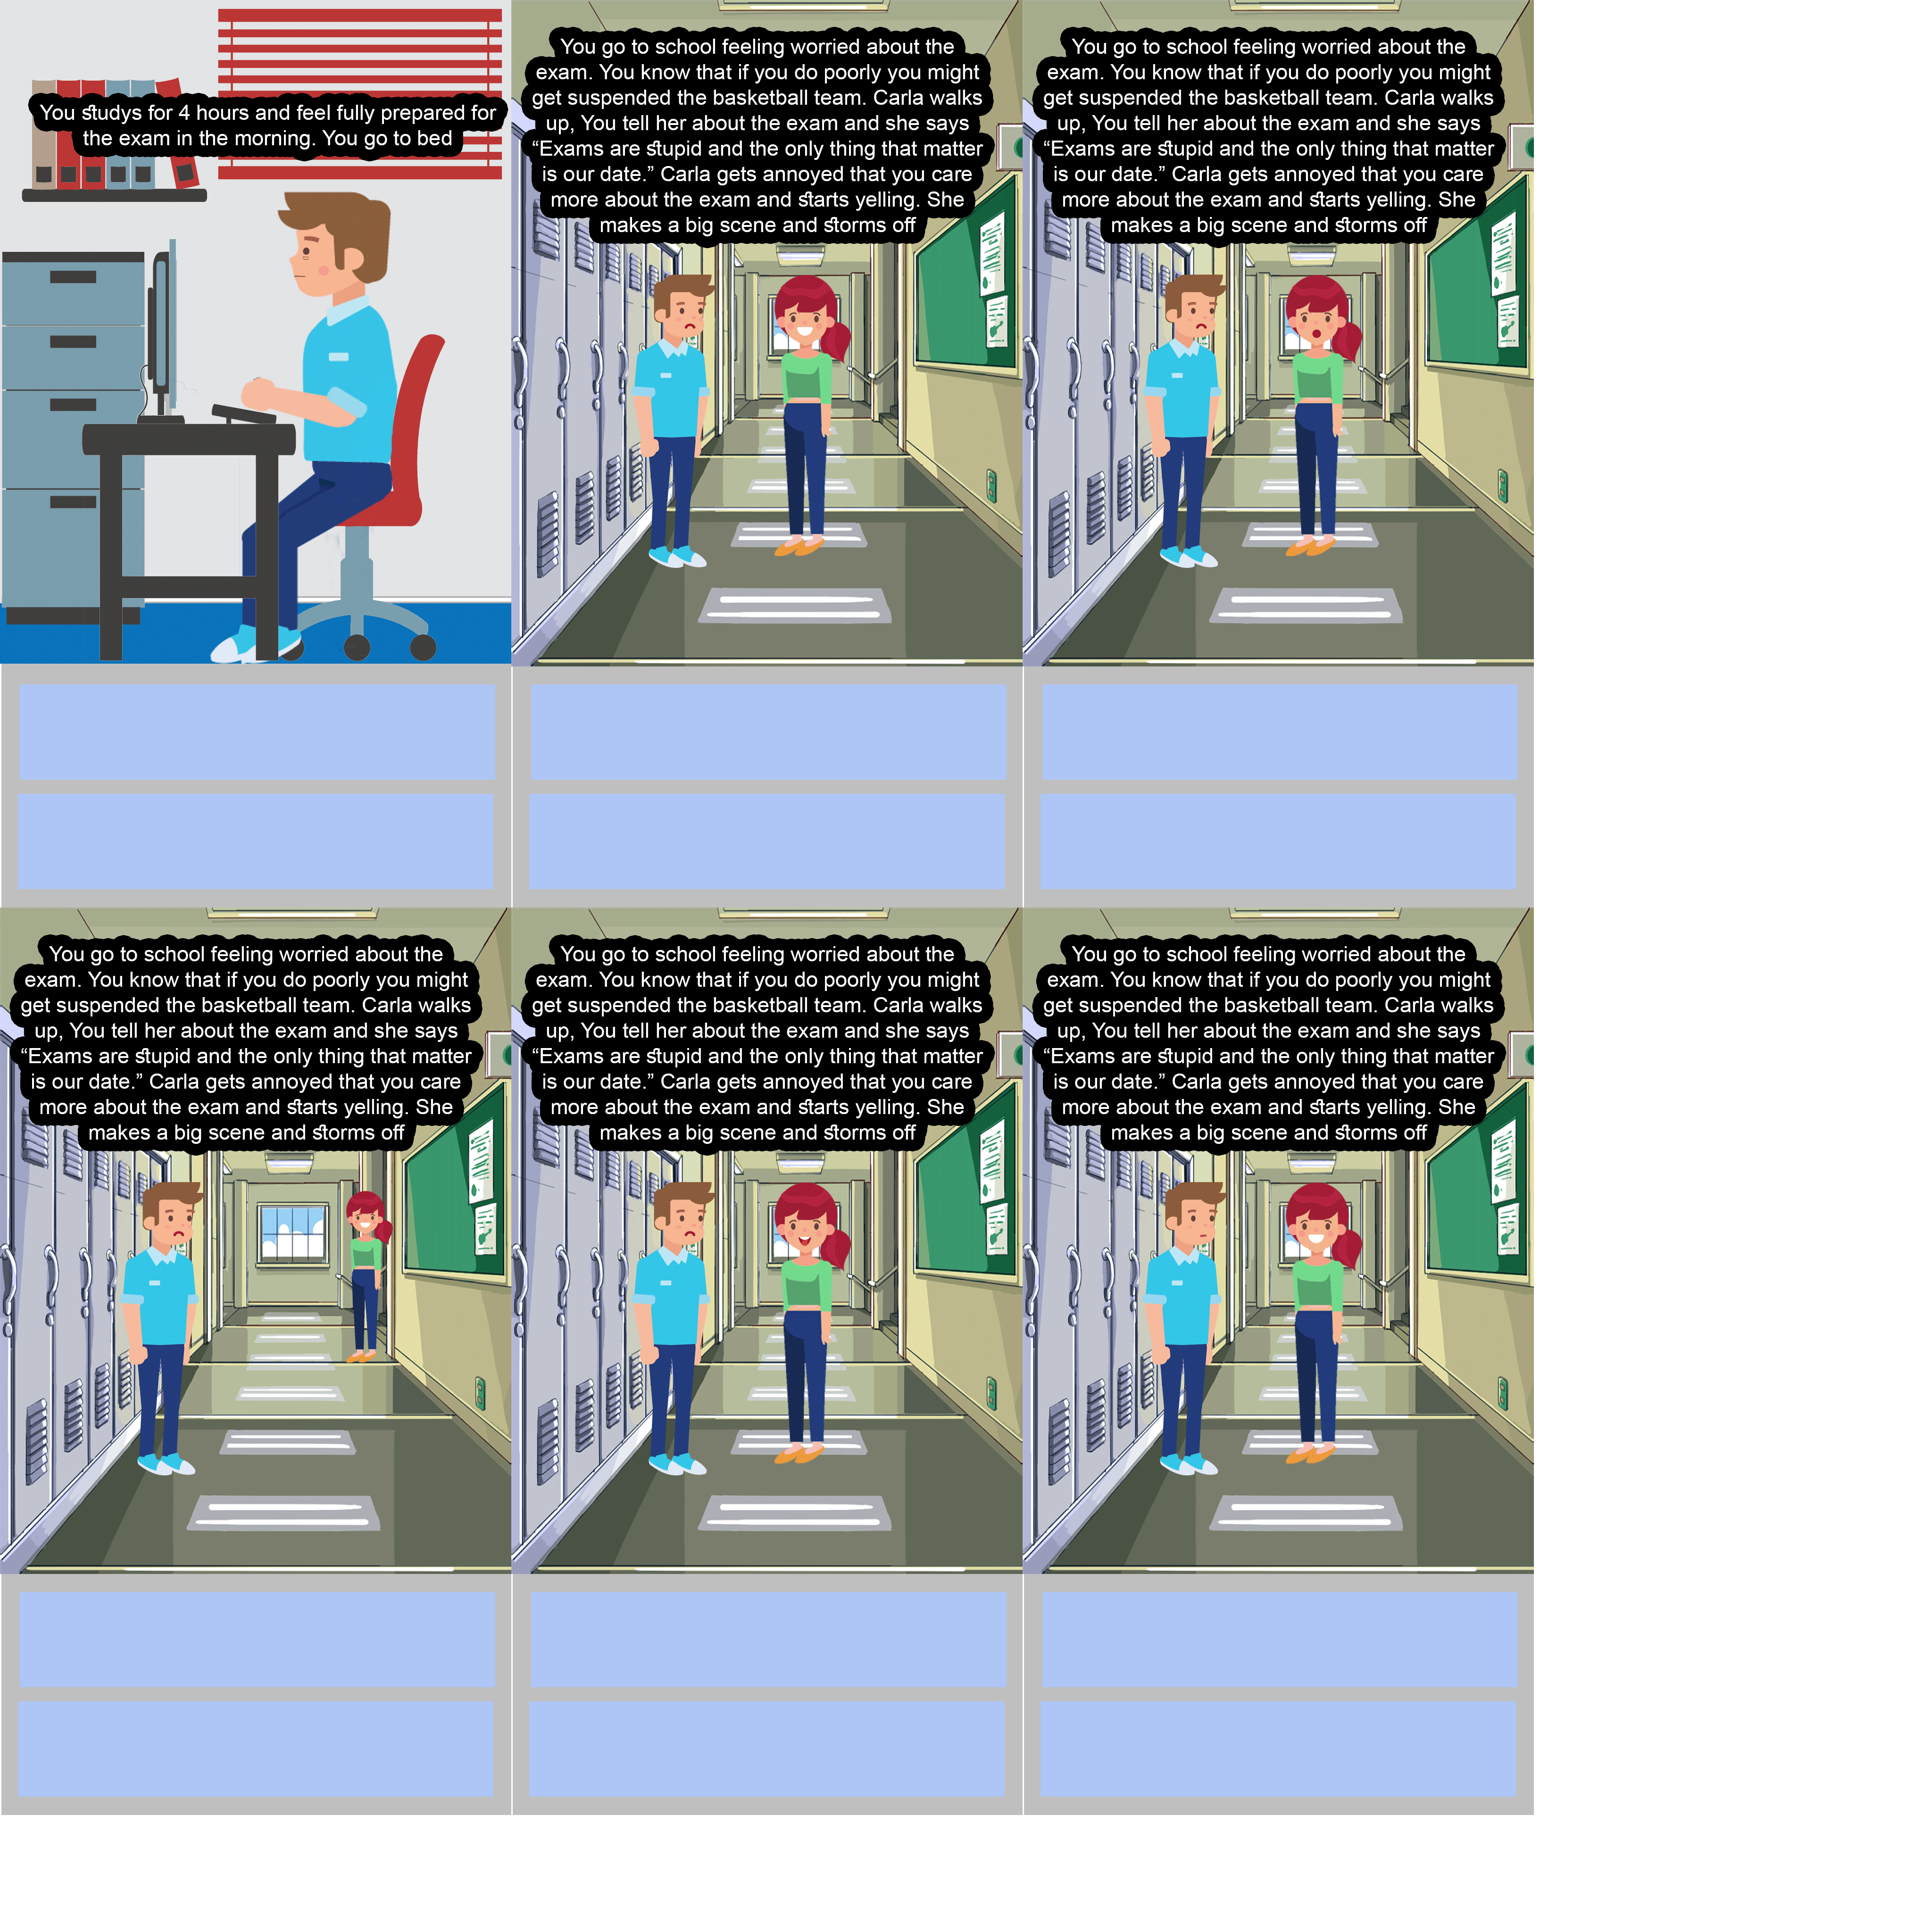 You studys for 4 hours and feel fully prepared for
the exam in the morning. You go to bed
You go to school feeling worried about the
exam. You know that if you do poorly you might
get suspended the basketball team. Carla walks
up, You tell her about the exam and she says
“Exams are stupid and the only thing that matter
is our date.” Carla gets annoyed that you care
more about the exam and starts yelling. She
makes a big scene and storms off
You go to school feeling worried about the
exam. You know that if you do poorly you might
get suspended the basketball team. Carla walks
up, You tell her about the exam and she says
“Exams are stupid and the only thing that matter
is our date.” Carla gets annoyed that you care
more about the exam and starts yelling. She
makes a big scene and storms off
You go to school feeling worried about the
exam. You know that if you do poorly you might
get suspended the basketball team. Carla walks
up, You tell her about the exam and she says
“Exams are stupid and the only thing that matter
is our date.” Carla gets annoyed that you care
more about the exam and starts yelling. She
makes a big scene and storms off
You go to school feeling worried about the
exam. You know that if you do poorly you might
get suspended the basketball team. Carla walks
up, You tell her about the exam and she says
“Exams are stupid and the only thing that matter
is our date.” Carla gets annoyed that you care
more about the exam and starts yelling. She
makes a big scene and storms off
You go to school feeling worried about the
exam. You know that if you do poorly you might
get suspended the basketball team. Carla walks
up, You tell her about the exam and she says
“Exams are stupid and the only thing that matter
is our date.” Carla gets annoyed that you care
more about the exam and starts yelling. She
makes a big scene and storms off